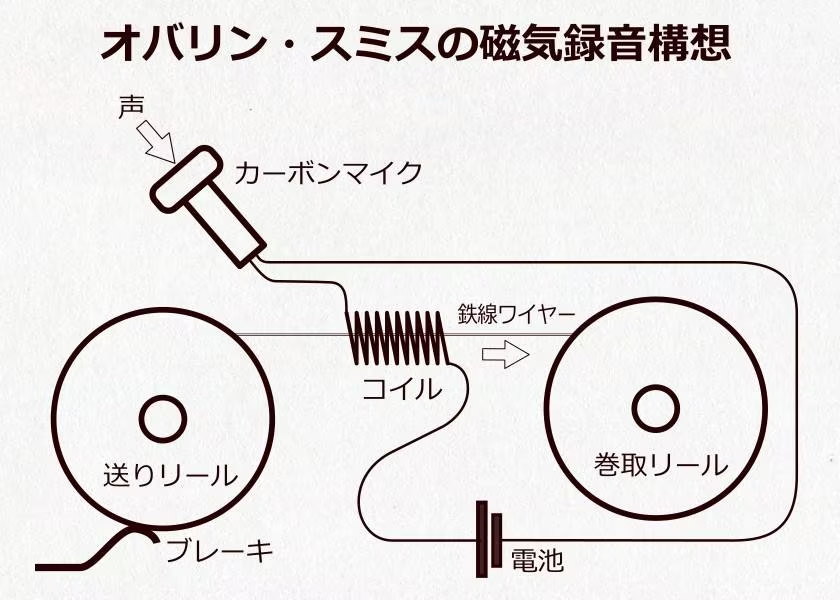 オバリン・スミスの磁気録音構想
声
カーボンマイク
鉄線ワイヤー
コイル
送りリール
巻取リール
ブレーキ
電池